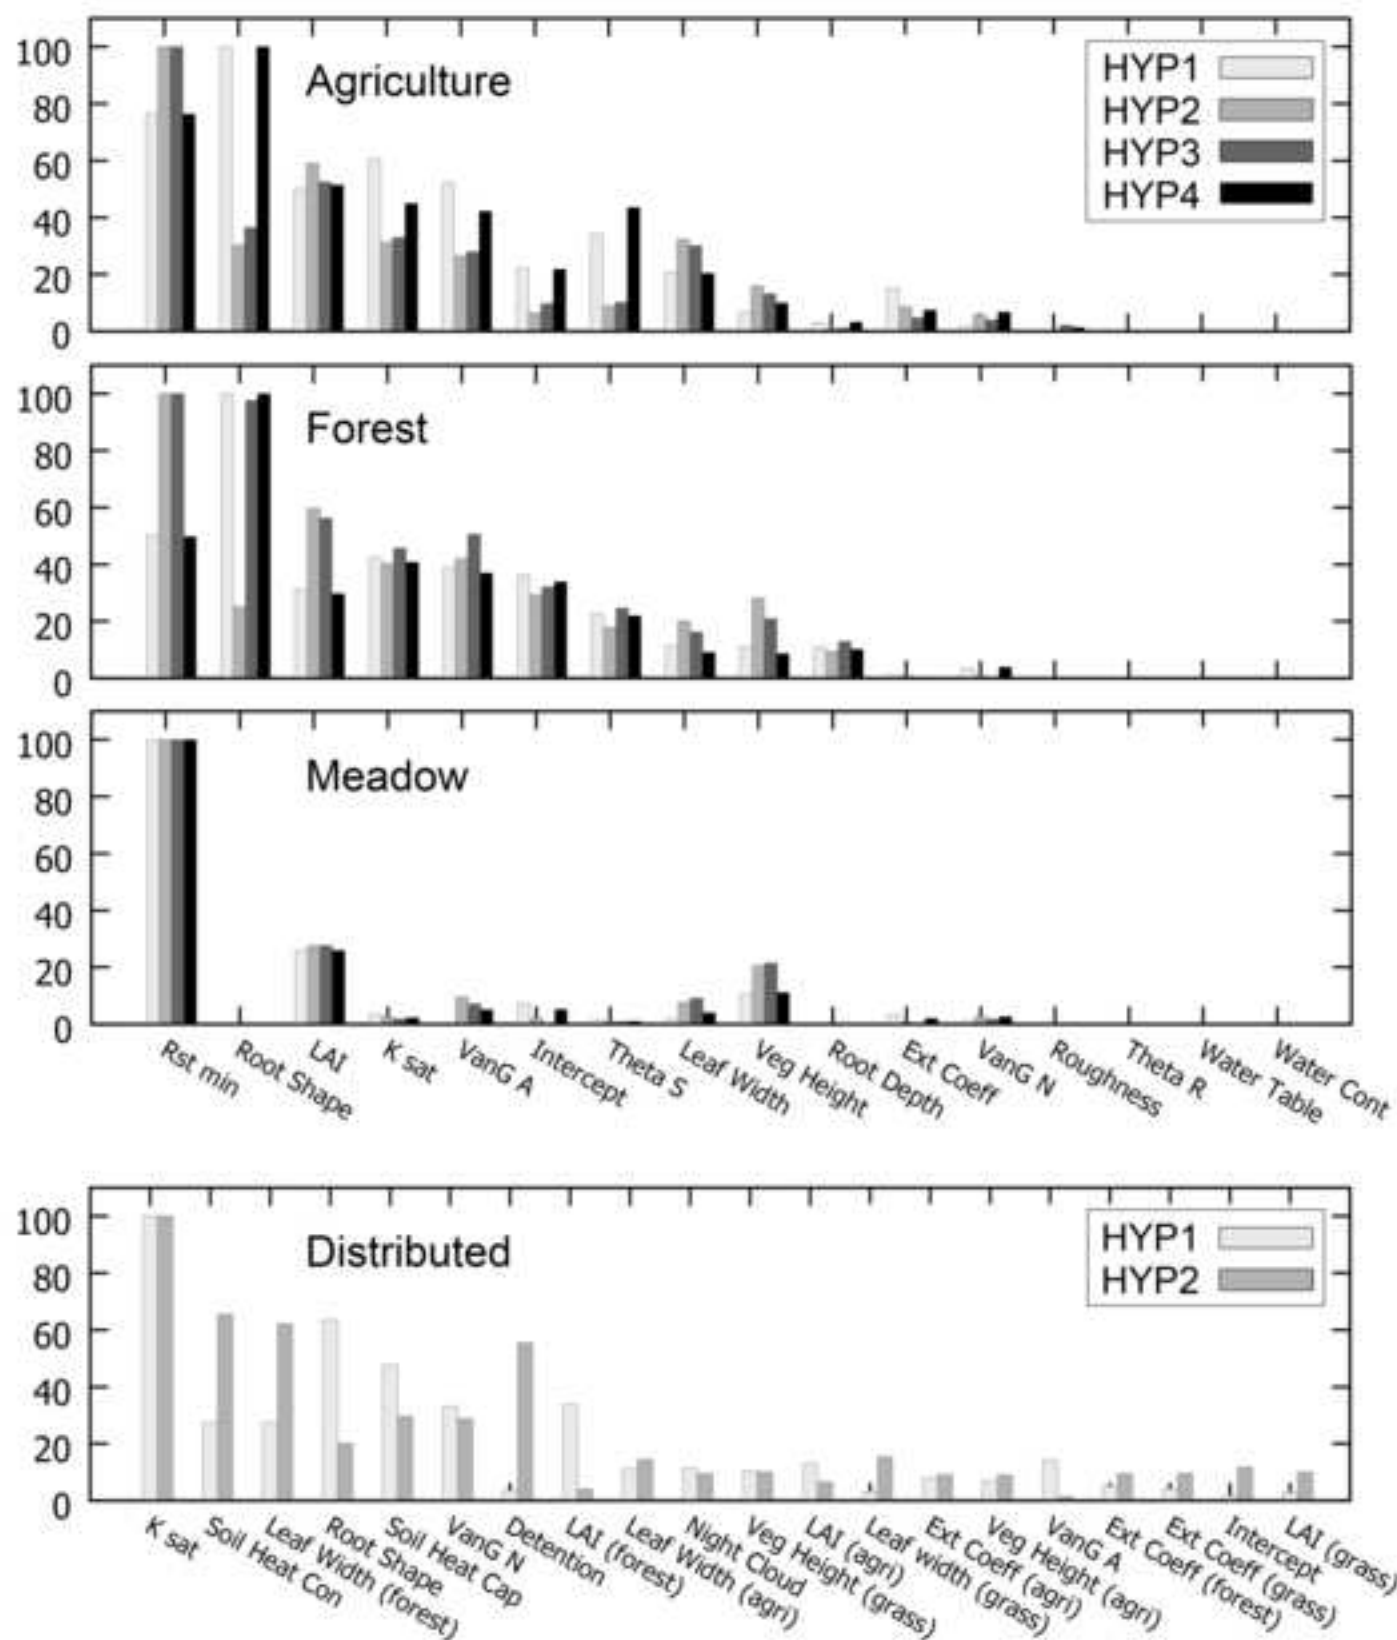 100
80
60
40
20
0
Agriculture
HYP1
HYP2
HYP3
HYP4
100
80
60
40
20
0
Forest
100
80
60
40
20
0
Meadow
Rst min
Root Shape
LAI
K sat
VanG A
Intercept
Theta S
Leaf Width
Veg Height
Root Depth
Ext Coeff
VanG N
Roughness
Theta R
Water Table
Water Cont
100
80
60
40
20
0
Distributed
HYP1
HYP2
K sat
Soil Heat Con
Leaf Width (forest)
Root Shape
Soil Heat Cap
VanG N
Detention
LAI (forest)
Leaf Width (agri)
Night Cloud
Veg Height (grass)
LAI (agri)
Leaf width (grass)
Ext Coeff (agri)
Veg Height (agri)
VanG A
Ext Coeff (forest)
Ext Coeff (grass)
Intercept
LAI (grass)